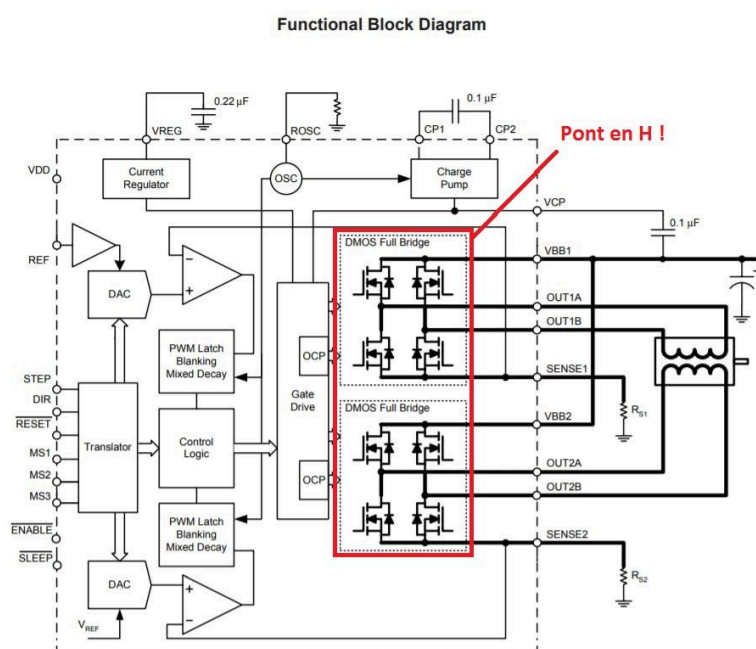 Functional Block Diagram
0.22 µF
0.1 µF
VREG
ROSC
CP1
CP2
Pont en H !
VDD
Current
Regulator
OSC
Charge
Pump
VCP
0.1 µF
DMOS Full Bridge
VBB1
REF
DAC
OUT1A
OUT1B
PWM Latch
Blanking
Mixed Decay
OCP
SENSE1
Gate
Drive
DMOS Full Bridge
RS1
STEP
DIR
RESET
MS1
MS2
MS3
Translator
Control
Logic
VBB2
OUT2A
OCP
OUT2B
PWM Latch
Blanking
Mixed Decay
ENABLE
SLEEP
SENSE2
DAC
RS2
VREF